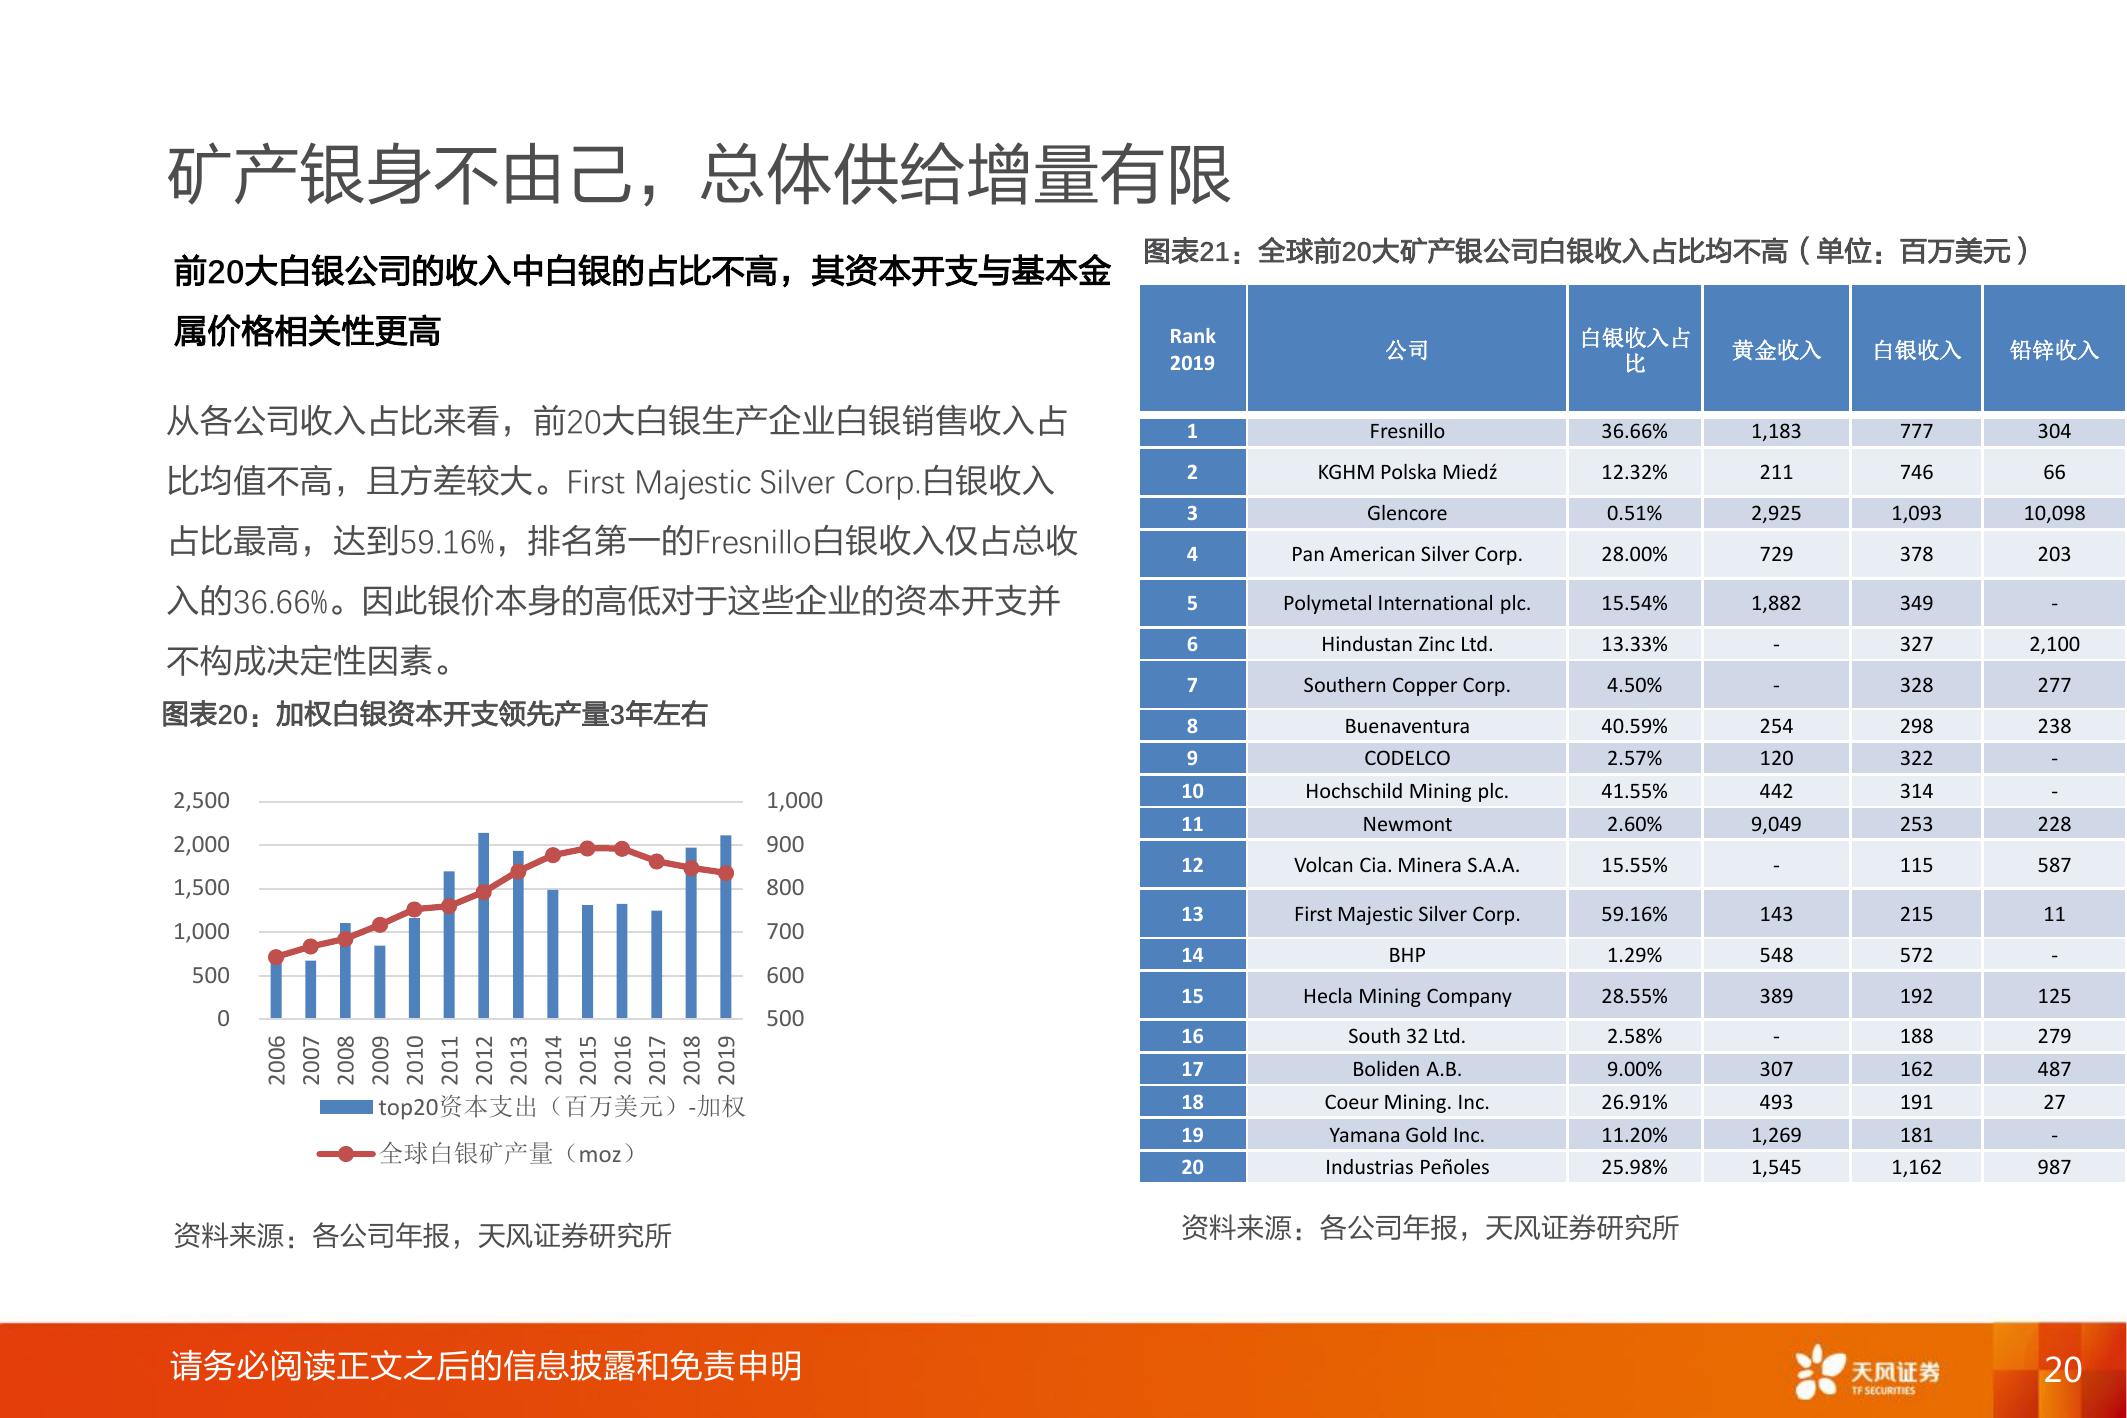 矿产银身不由己，总体供给增量有限
前20大白银公司的收入中白银的占比不高，其资本开支与基本金
属价格相关性更高
从各公司收入占比来看，前20大白银生产企业白银销售收入占
比均值不高，且方差较大。First Majestic Silver Corp.白银收入
占比最高，达到59.16%，排名第一的Fresnillo白银收入仅占总收
入的36.66%。因此银价本身的高低对于这些企业的资本开支并
不构成决定性因素。
图表20：加权白银资本开支领先产量3年左右
2,500 1,000
2,000 900
1,500 800
1,000 700
500 600
0 500
2006 2007 2008 2009 2010 2011 2012 2013 2014 2015 2016 2017 2018 2019
top20资本支出（百万美元）-加权
全球白银矿产量（moz）
资料来源：各公司年报，天风证券研究所
图表21：全球前20大矿产银公司白银收入占比均不高（单位：百万美元）
Rank 2019 公司 白银收入占比 黄金收入 白银收入 铅锌收入
1 Fresnillo 36.66% 1,183 777 304
2 KGHM Polska Miedź 12.32% 211 746 66
3 Glencore 0.51% 2,925 1,093 10,098
4 Pan American Silver Corp. 28.00% 729 378 203
5 Polymetal International plc. 15.54% 1,882 349 -
6 Hindustan Zinc Ltd. 13.33% - 327 2,100
7 Southern Copper Corp. 4.50% - 328 277
8 Buenaventura 40.59% 254 298 238
9 CODELCO 2.57% 120 322 -
10 Hochschild Mining plc. 41.55% 442 314 -
11 Newmont 2.60% 9,049 253 228
12 Volcan Cia. Minera S.A.A. 15.55% - 115 587
13 First Majestic Silver Corp. 59.16% 143 215 11
14 BHP 1.29% 548 572 -
15 Hecla Mining Company 28.55% 389 192 125
16 South 32 Ltd. 2.58% - 188 279
17 Boliden A.B. 9.00% 307 162 487
18 Coeur Mining. Inc. 26.91% 493 191 27
19 Yamana Gold Inc. 11.20% 1,269 181 -
20 Industrias Peñoles 25.98% 1,545 1,162 987
资料来源：各公司年报，天风证券研究所
请务必阅读正文之后的信息披露和免责申明
天风证券
TF SECURITIES
20